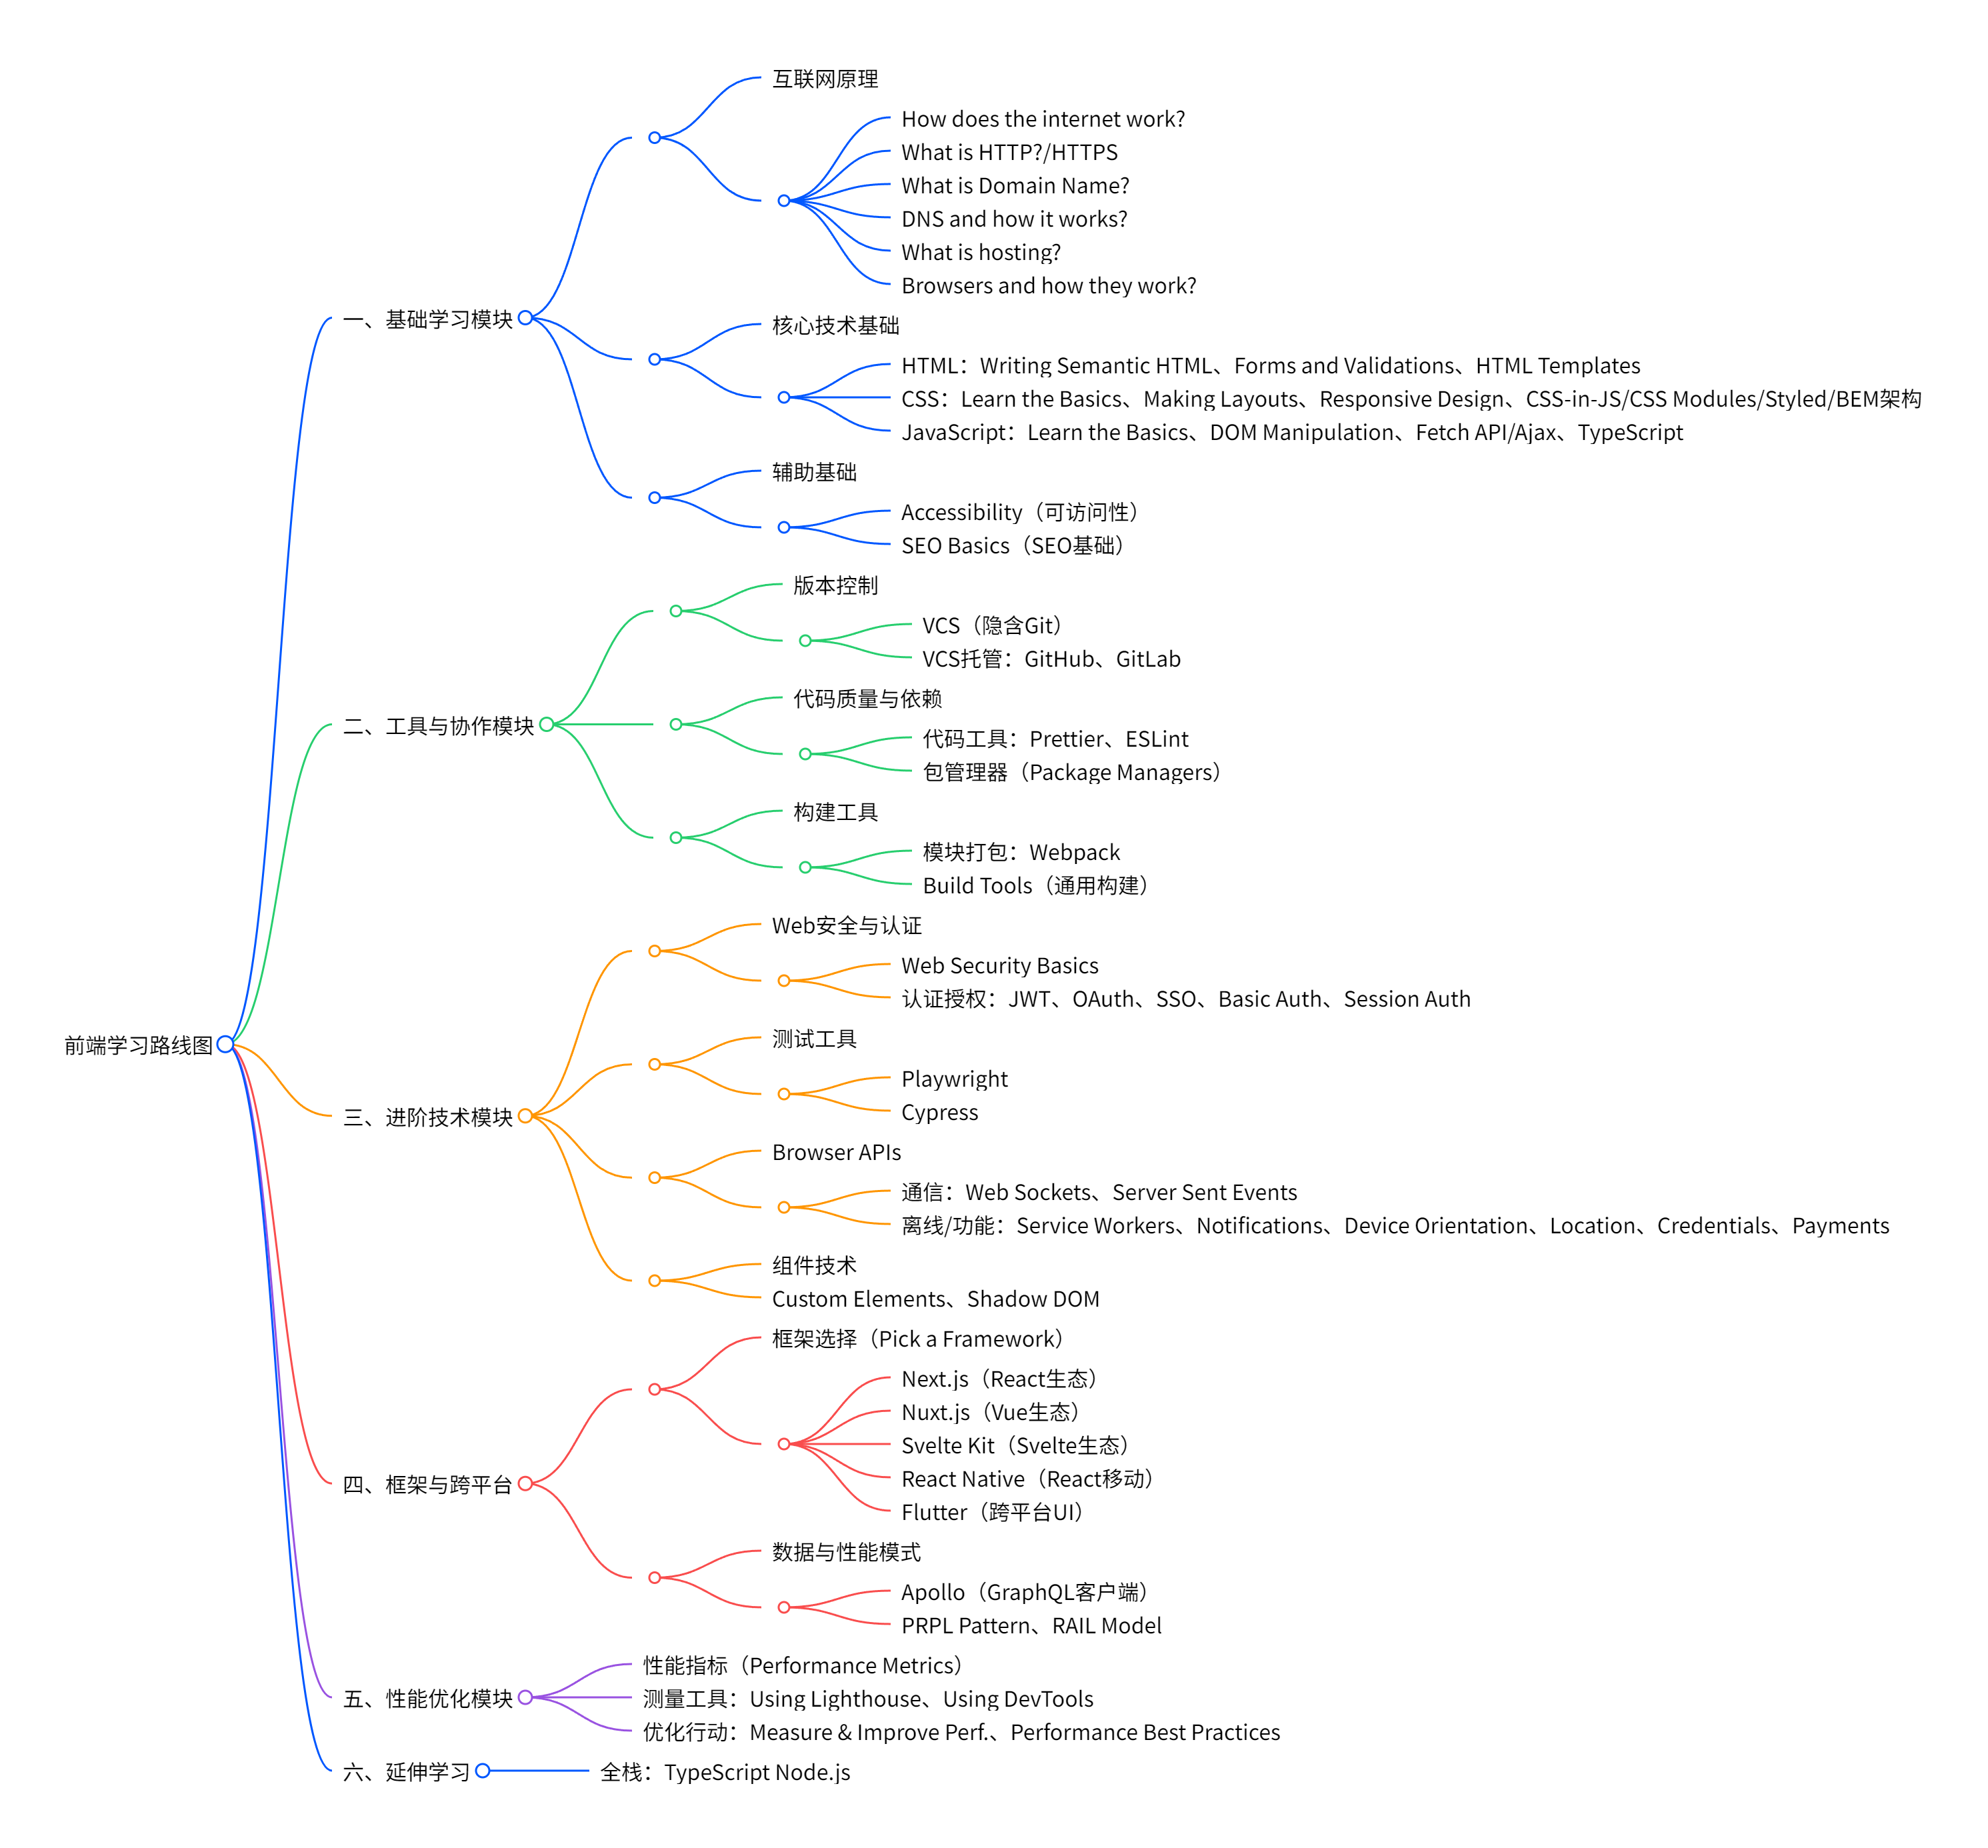 前端学习路线图
一、基础学习模块
互联网原理
How does the internet work?
What is HTTP?/HTTPS
What is Domain Name?
DNS and how it works?
What is hosting?
Browsers and how they work?
核心技术基础
HTML：Writing Semantic HTML、Forms and Validations、HTML Templates
CSS：Learn the Basics、Making Layouts、Responsive Design、CSS-in-JS/CSS Modules/Styled/BEM架构
JavaScript：Learn the Basics、DOM Manipulation、Fetch API/Ajax、TypeScript
辅助基础
Accessibility（可访问性）
SEO Basics（SEO基础）
二、工具与协作模块
版本控制
VCS（隐含Git）
VCS托管：GitHub、GitLab
代码质量与依赖
代码工具：Prettier、ESLint
包管理器（Package Managers）
构建工具
模块打包：Webpack
Build Tools（通用构建）
三、进阶技术模块
Web安全与认证
Web Security Basics
认证授权：JWT、OAuth、SSO、Basic Auth、Session Auth
测试工具
Playwright
Cypress
Browser APIs
通信：Web Sockets、Server Sent Events
离线/功能：Service Workers、Notifications、Device Orientation、Location、Credentials、Payments
组件技术
Custom Elements、Shadow DOM
四、框架与跨平台
框架选择（Pick a Framework）
Next.js（React生态）
Nuxt.js（Vue生态）
Svelte Kit（Svelte生态）
React Native（React移动）
Flutter（跨平台UI）
数据与性能模式
Apollo（GraphQL客户端）
PRPL Pattern、RAIL Model
五、性能优化模块
性能指标（Performance Metrics）
测量工具：Using Lighthouse、Using DevTools
优化行动：Measure & Improve Perf.、Performance Best Practices
六、延伸学习
全栈：TypeScript Node.js